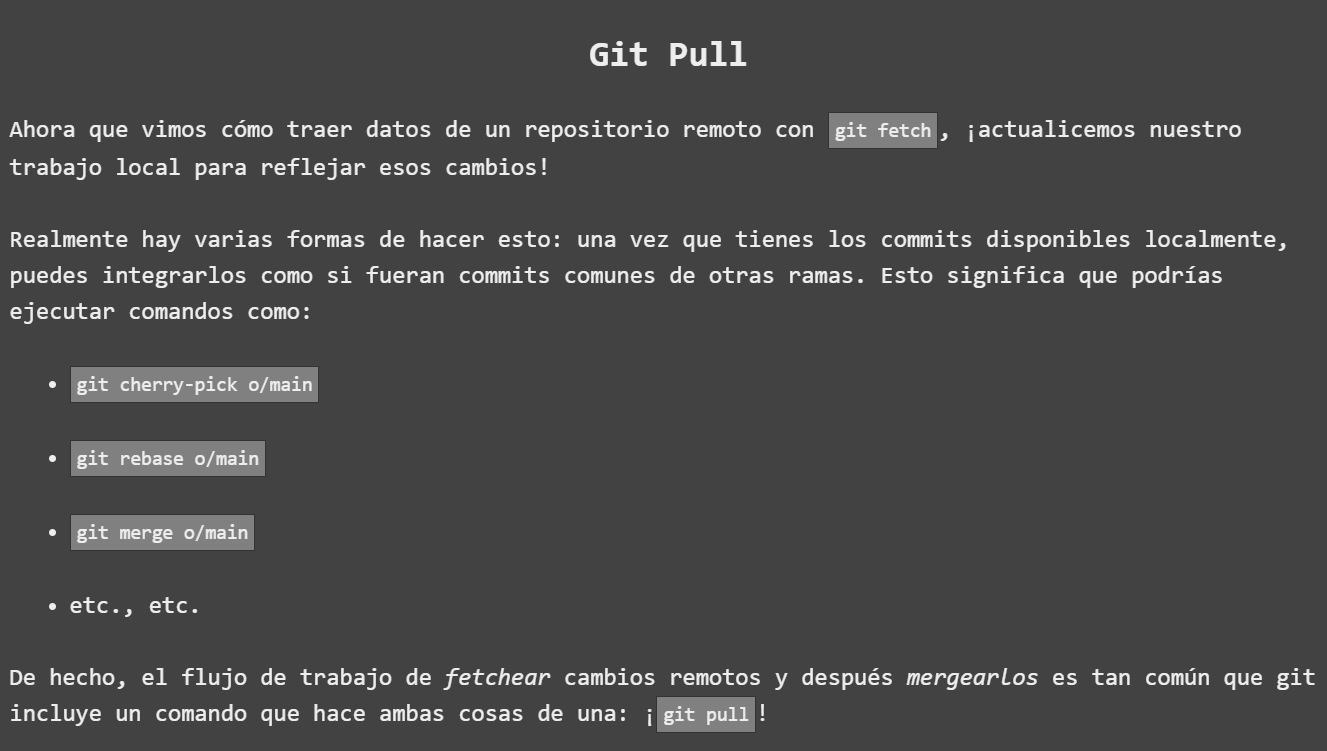 Git Pull
Ahora que vimos cómo traer datos de un repositorio remoto con git fetch, ¡actualicemos nuestro
trabajo local para reflejar esos cambios!
Realmente hay varias formas de hacer esto: una vez que tienes los commits disponibles localmente,
puedes integrarlos como si fueran commits comunes de otras ramas. Esto significa que podrías
ejecutar comandos como:
• git cherry-pick o/main
• git rebase o/main
• git merge o/main
• etc., etc.
De hecho, el flujo de trabajo de fetchear cambios remotos y después mergearlos es tan común que git
incluye un comando que hace ambas cosas de una: ¡git pull!